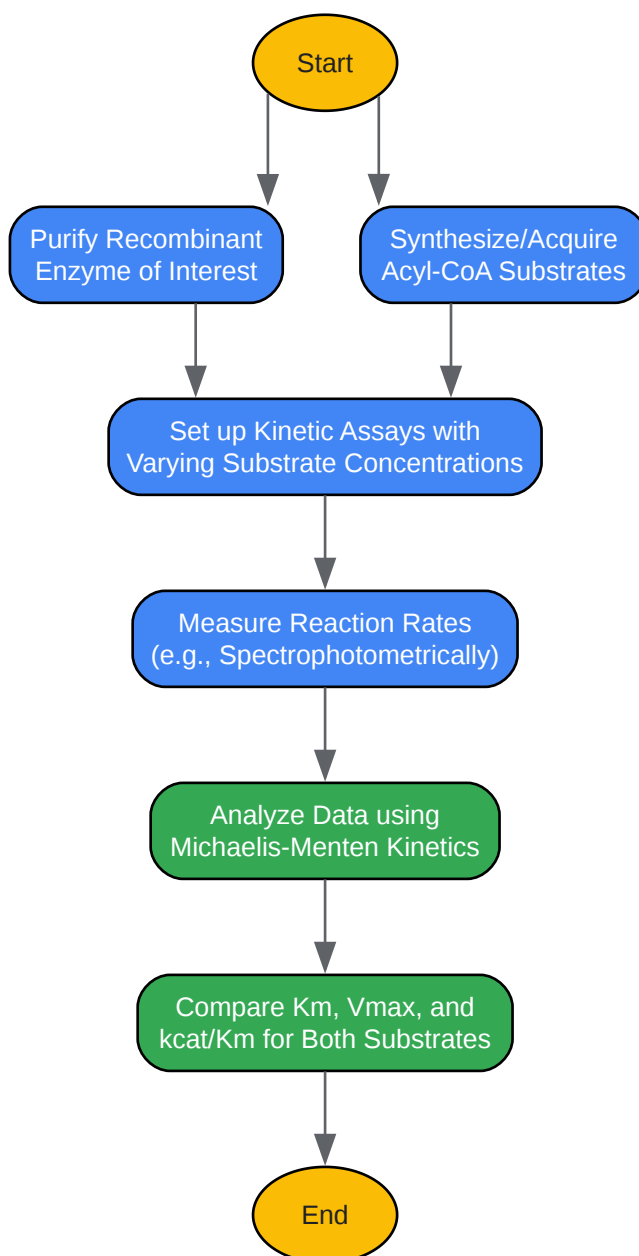 Start
Purify Recombinant
Enzyme of Interest
Synthesize/Acquire
Acyl-CoA Substrates
Set up Kinetic Assays with
Varying Substrate Concentrations
Measure Reaction Rates
(e.g., Spectrophotometrically)
Analyze Data using
Michaelis-Menten Kinetics
Compare Km, Vmax, and
kcat/Km for Both Substrates
End